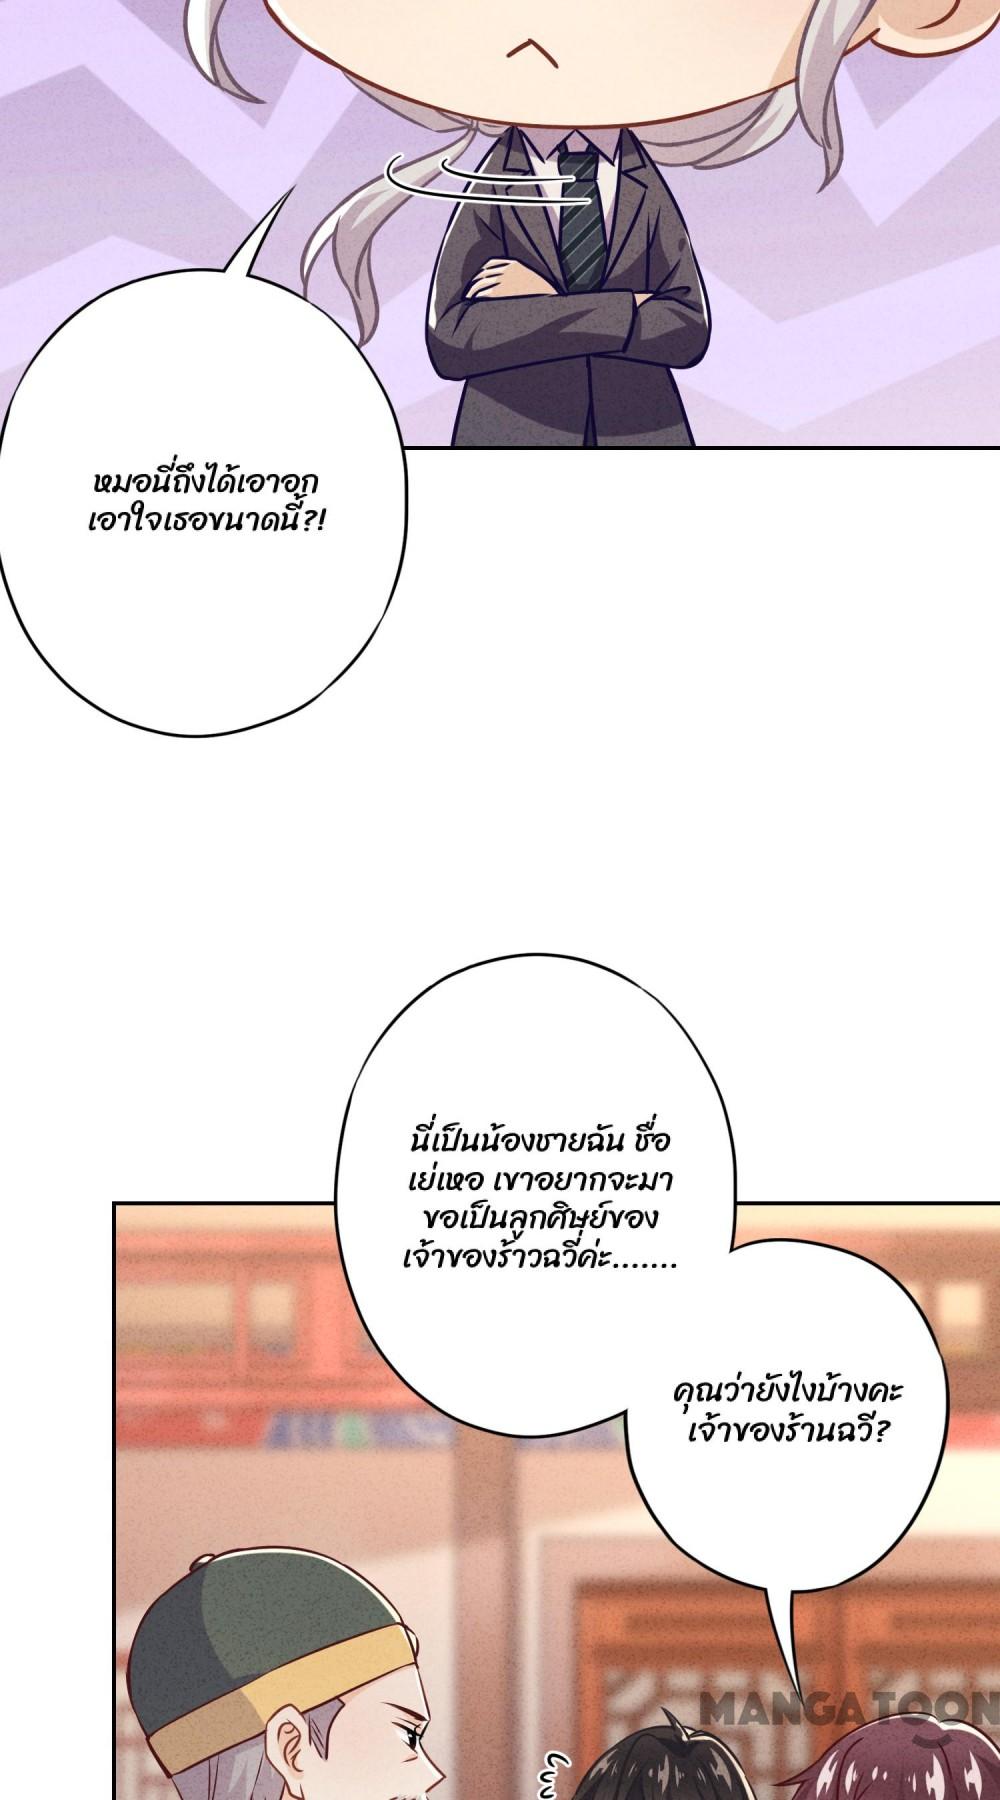 หมอนี่ถึงได้เอาอก
เอาใจเธอขนาดนี้?!
นี่เป็นน้องชายฉัน ชื่อ
เย่เหอ เขาอยากจะมา
ขอเป็นลูกศิษย์ของ
เจ้าของร้าวฉวี่ค่ะ.......
คุณว่ายังไงบ้างคะ
เจ้าของร้านฉวี?
MANGATOON